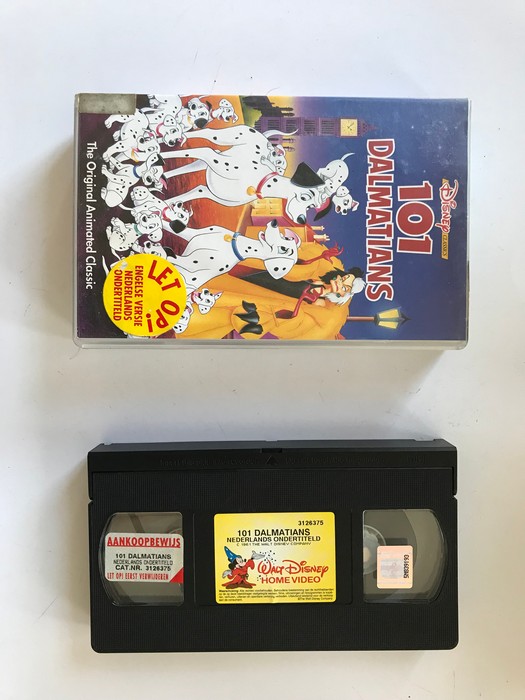 Disney
CLASSIC
101
DALMATIANS
The Original Animated Classic
LET OP!
ENGELSE VERSIE
NEDERLANDS
ONDERTITELD
AANKOOPBEWIJS
101 DALMATIANS
NEDERLANDS ONDERTITELD
CAT.NR. 3126375
LET OP! EERST VERWIJDEREN
3126375
101 DALMATIANS
NEDERLANDS ONDERTITELD
THE WALT DISNEY COMPANY
WALT DISNEY
HOME VIDEO